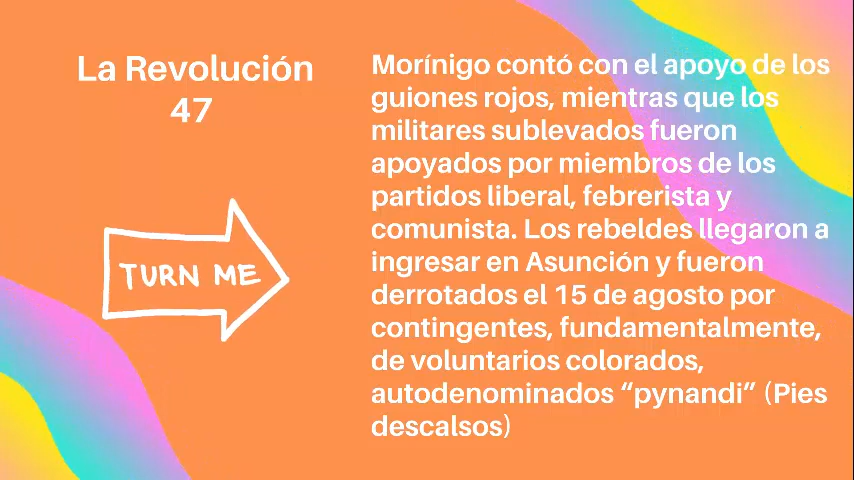 La Revolución
47
TURN ME
Morínigo contó con el apoyo de los
guiones rojos, mientras que los
militares sublevados fueron
apoyados por miembros de los
partidos liberal, febrerista y
comunista. Los rebeldes llegaron a
ingresar en Asunción y fueron
derrotados el 15 de agosto por
contingentes, fundamentalmente,
de voluntarios colorados,
autodenominados “pynandi” (Pies
descalsos)